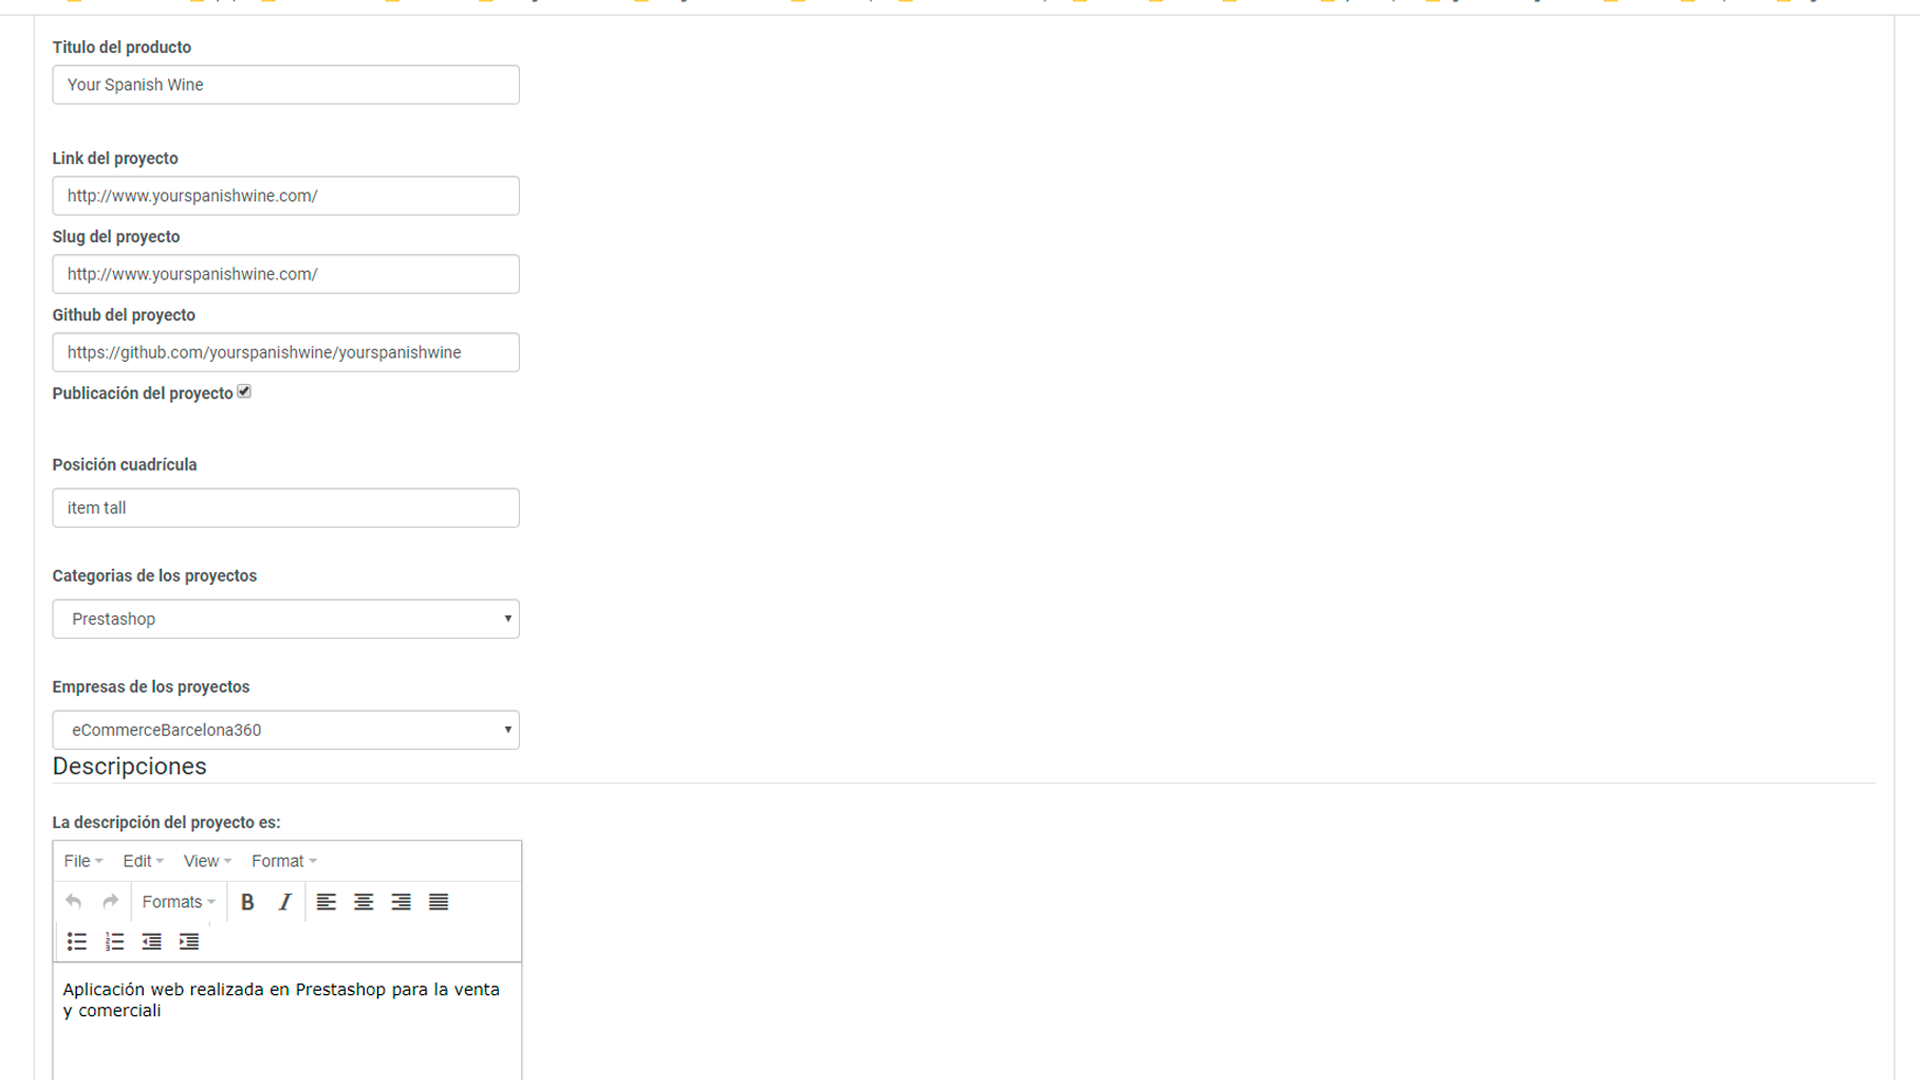 Titulo del producto
Your Spanish Wine
Link del proyecto
http://www.yourspanishwine.com/
Slug del proyecto
http://www.yourspanishwine.com/
Github del proyecto
https://github.com/yourspanishwine/yourspanishwine
Publicación del proyecto
Posición cuadrícula
item tall
Categorias de los proyectos
Prestashop
Empresas de los proyectos
eCommerceBarcelona360
Descripciones
La descripción del proyecto es:
File Edit View Format
Formats B I
Aplicación web realizada en Prestashop para la venta
y comerciali